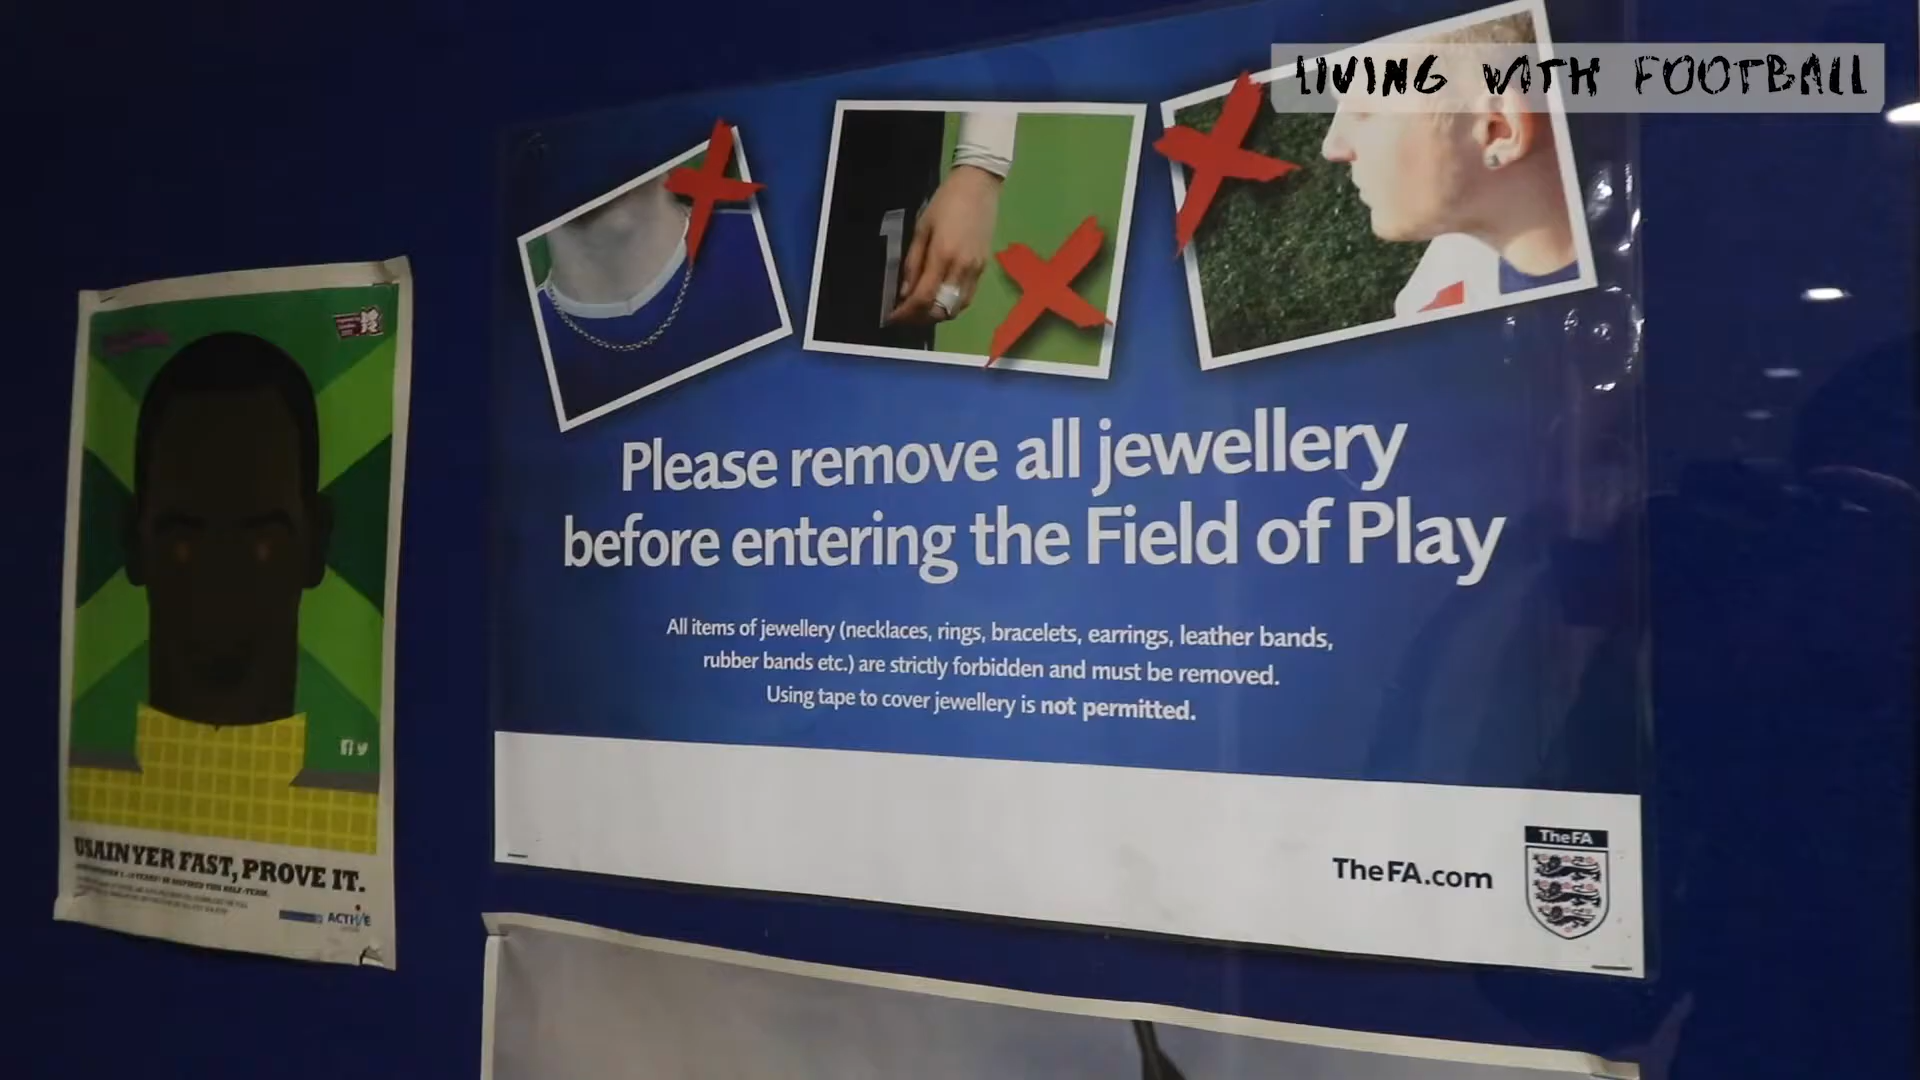 LIVING WITH FOOTBALL
1
Please remove all jewellery
before entering the Field of Play
All items of jewellery (necklaces, rings, bracelets, earrings, leather bands,
rubber bands etc.) are strictly forbidden and must be removed.
Using tape to cover jewellery is not permitted.
TheFA.com
TheFA
USAIN YER FAST, PROVE IT.
ACTIVE